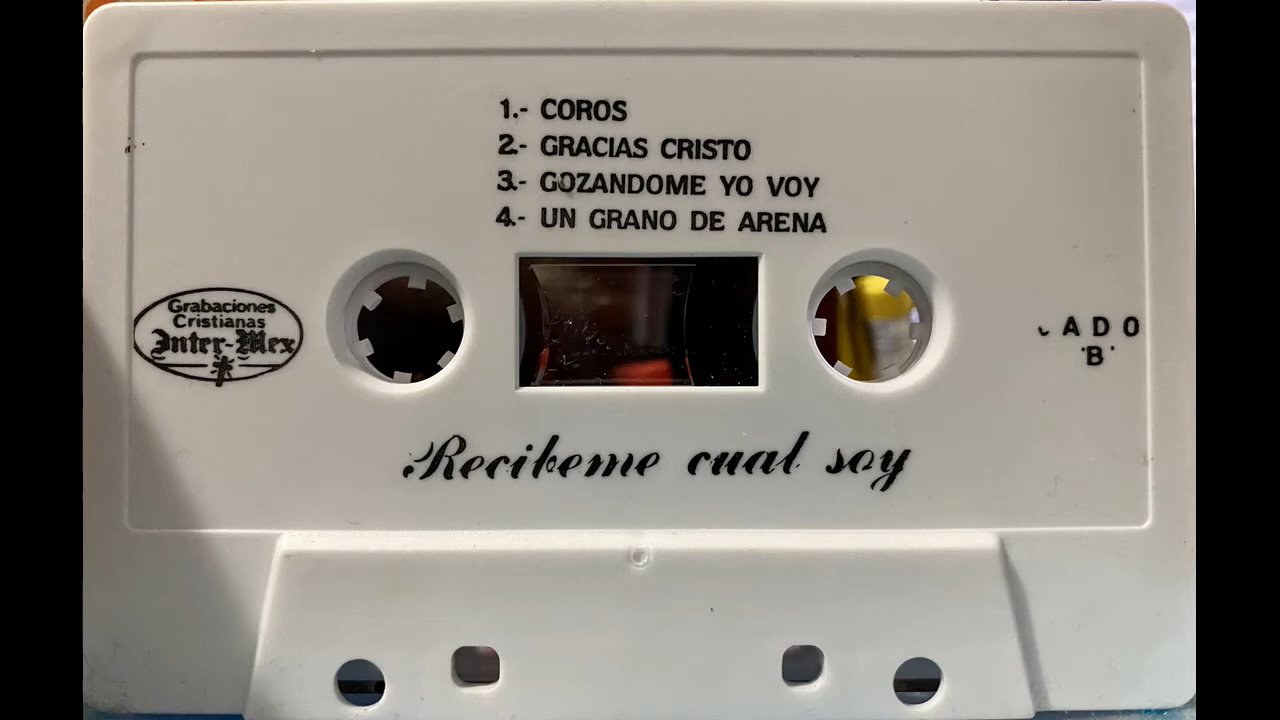 1.- COROS
2.- GRACIAS CRISTO
3.- GOZANDOME YO VOY
4.- UN GRANO DE ARENA
Grabaciones
Cristianas
Inter-Mex
LADO
"B"
Recibeme cual soy